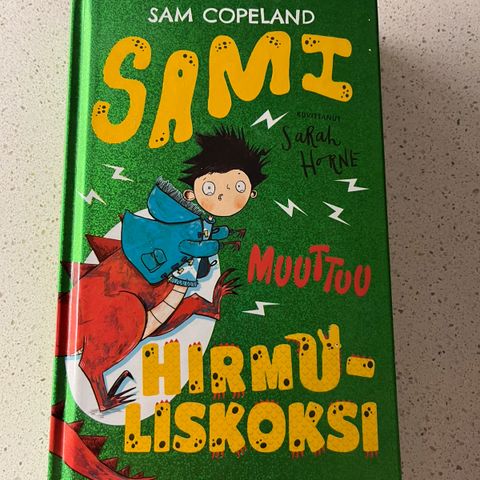 SAM COPELAND
SAMI
KUVITTANUT
SARAH
HORNE
MUUTTUU
HIRMU-
LISKOKSI